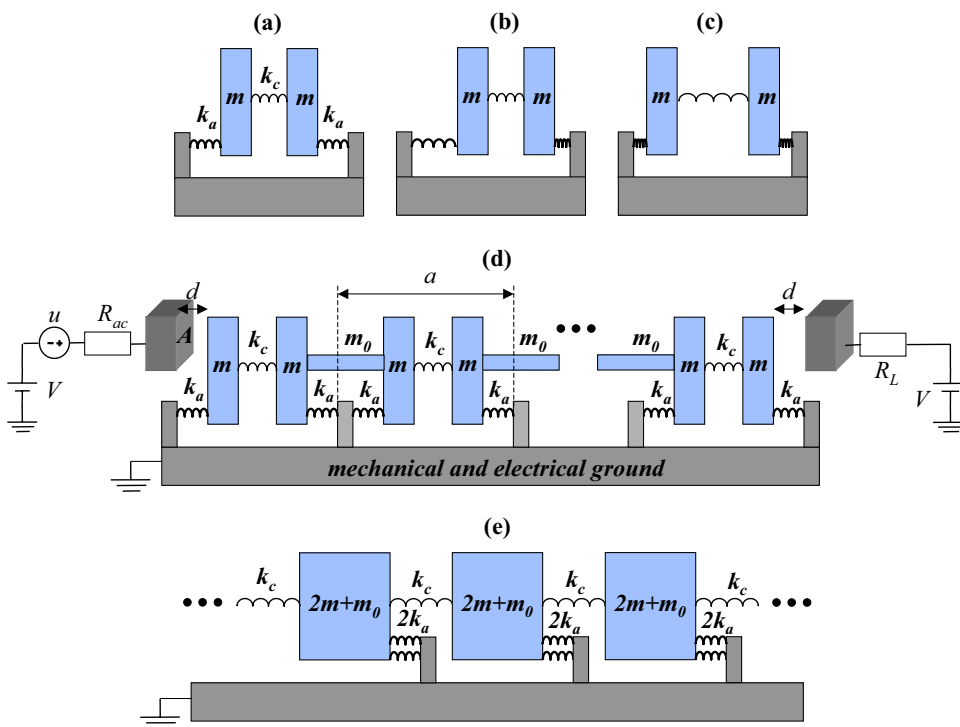 (a)
(b)
(c)
k_c
m
m
k_a
k_a
m
m
m
m
(d)
a
d
d
u
R_ac
A
k_c
m_0
k_c
m_0
m_0
k_c
m
m
m
m
m
m
V
k_a
k_a
k_a
k_a
k_a
k_a
R_L
V
mechanical and electrical ground
(e)
k_c
k_c
k_c
k_c
2m+m_0
2m+m_0
2m+m_0
2k_a
2k_a
2k_a